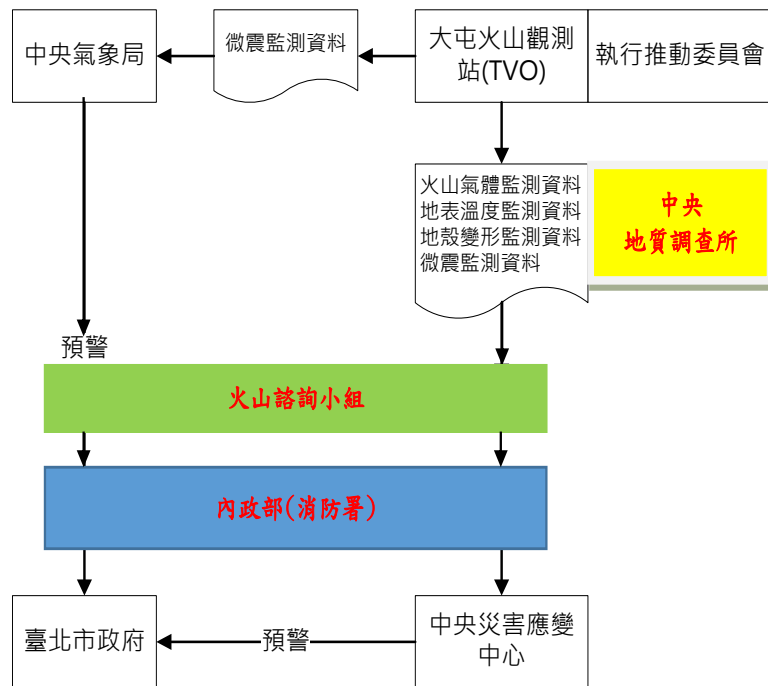 中央氣象局
微震監測資料
大屯火山觀測
站(TVO)
執行推動委員會
火山氣體監測資料
地表溫度監測資料
地殼變形監測資料
微震監測資料
中央
地質調查所
預警
火山諮詢小組
內政部(消防署)
臺北市政府
預警
中央災害應變
中心